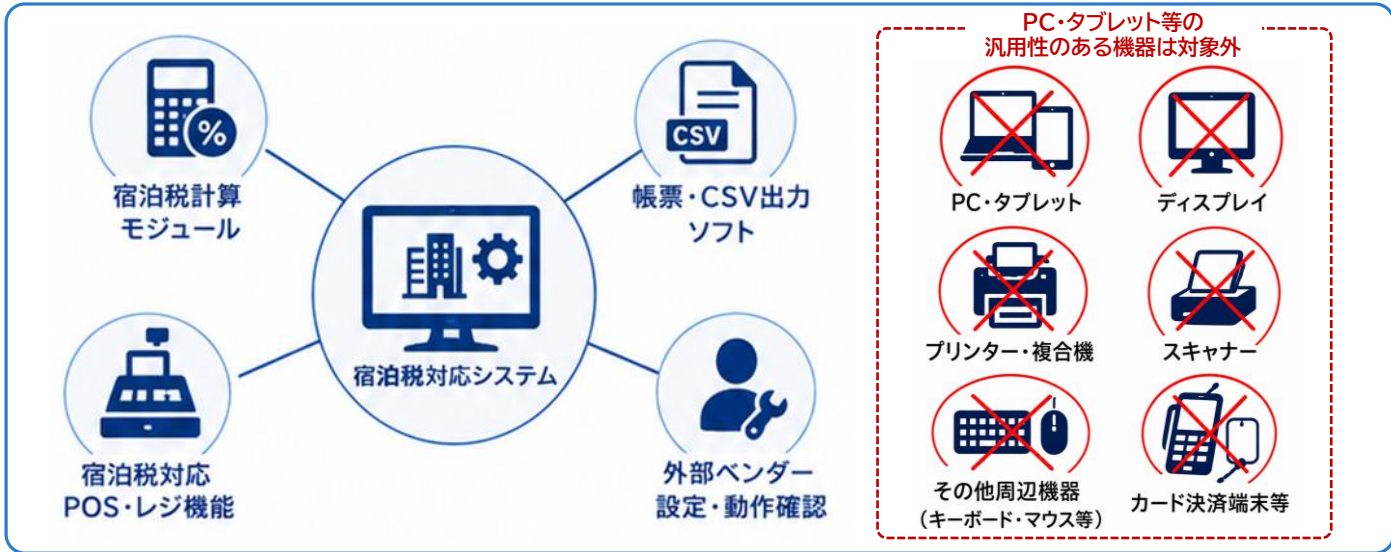 宿泊税計算
モジュール
%
CSV
帳票・CSV出力
ソフト
宿泊税対応システム
宿泊税対応
POS・レジ機能
外部ベンダー
設定・動作確認
PC・タブレット等の
汎用性のある機器は対象外
PC・タブレット
ディスプレイ
プリンター・複合機
スキャナー
その他周辺機器
（キーボード・マウス等）
カード決済端末等